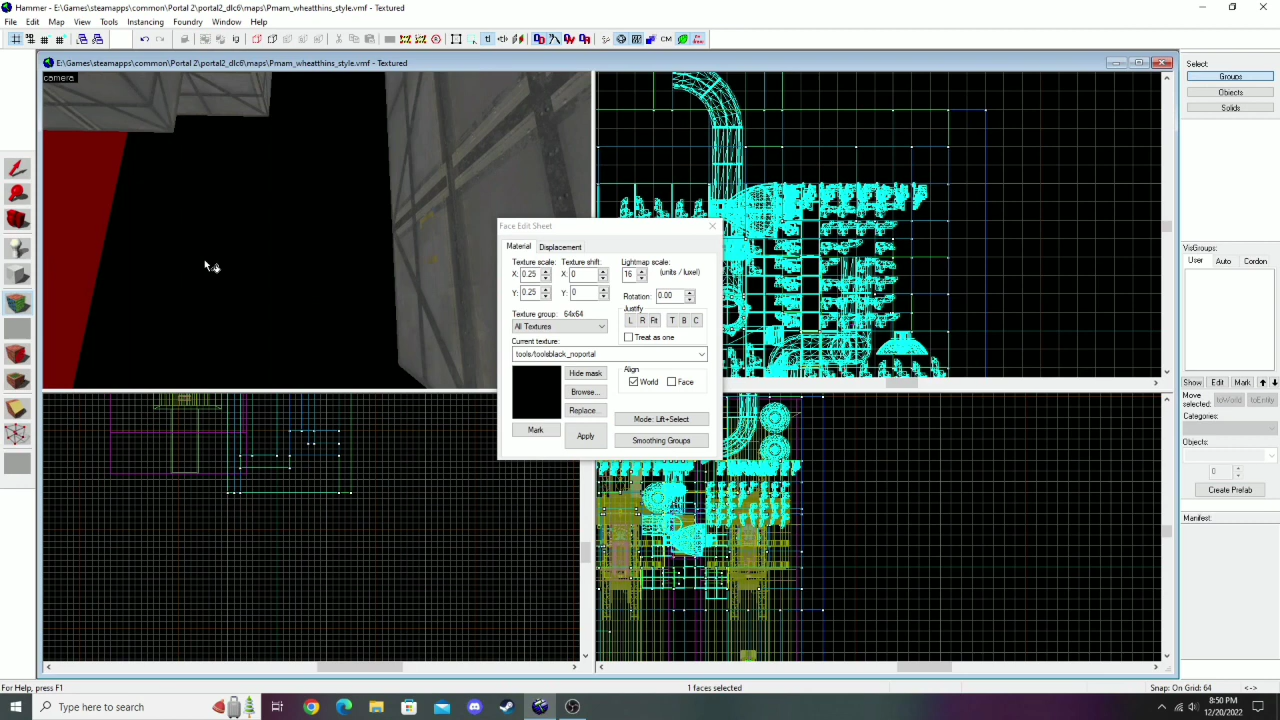 Hammer - E:\Games\steamapps\common\Portal 2\portal2_dlc6\maps\Pmam_wheatthins_style.vmf - Textured
File Edit Map View Tools Instancing Foundry Window Help
E:\Games\steamapps\common\Portal 2\portal2_dlc6\maps\Pmam_wheatthins_style.vmf - Textured
camera
Face Edit Sheet
Material Displacement
Texture scale: Texture shift: Lightmap scale:
X: 0.25 X: 0 16 (units / luxel)
Y: 0.25 Y: 0 Rotation: 0.00
Texture group: 64x64 Justify
All Textures L R Fit T B C
Treat as one
Current texture:
tools/toolsblack_noportal
Hide mask Align
World Face
Browse...
Replace... Mode: Lift+Select
Mark Apply Smoothing Groups
Select:
Groups
Objects
Solids
VisGroups:
User Auto Cordon
Show Edit Mark
Move selected: toWorld toEntity
Categories:
Objects:
0
Create Prefab
Manifest:
For Help, press F1 1 faces selected Snap: On Grid: 64 <->
Type here to search
8:50 PM
12/20/2022